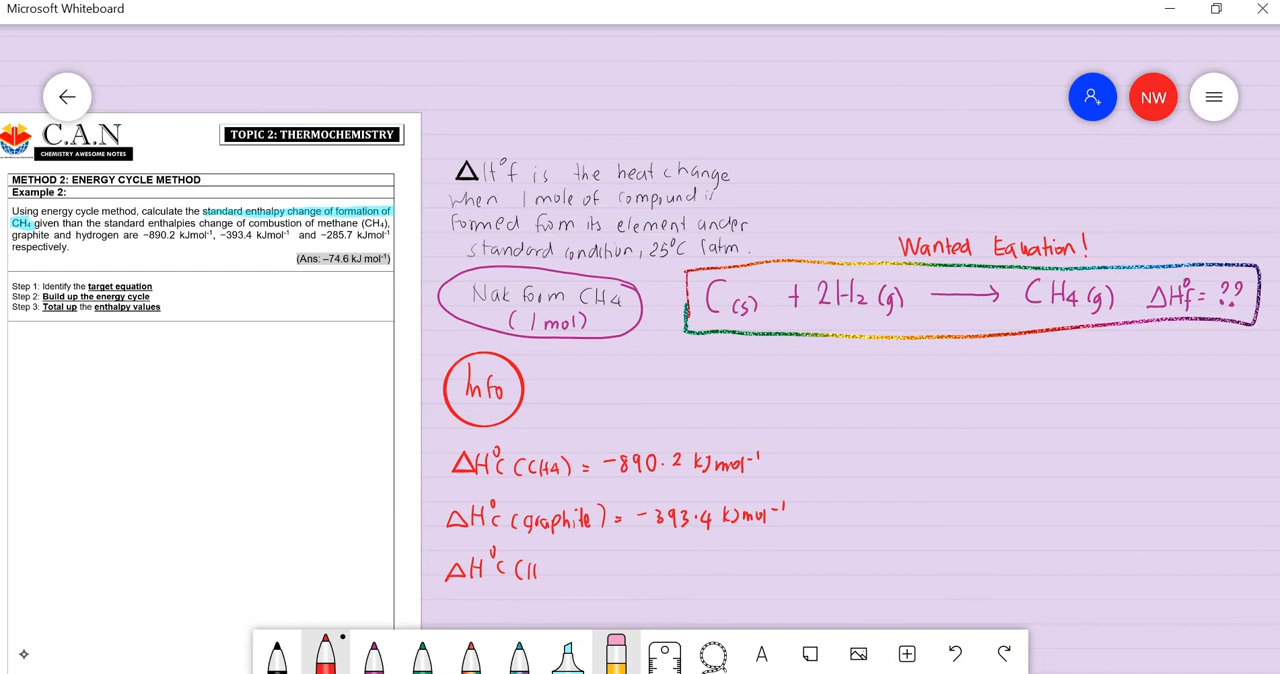 Microsoft Whiteboard
NW
C.A.N
CHEMISTRY AWESOME NOTES
TOPIC 2: THERMOCHEMISTRY
METHOD 2: ENERGY CYCLE METHOD
Example 2:
Using energy cycle method, calculate the standard enthalpy change of formation of
CH₄ given than the standard enthalpies change of combustion of methane (CH₄),
graphite and hydrogen are −890.2 kJmol⁻¹, −393.4 kJmol⁻¹ and −285.7 kJmol⁻¹
respectively.
(Ans: −74.6 kJ mol⁻¹)
Step 1: Identify the target equation
Step 2: Build up the energy cycle
Step 3: Total up the enthalpy values
ΔH°f is the heat change
when 1 mole of compound is
formed from its element under
standard condition, 25°C 1atm.
Wanted Equation!
Nak form CH4
(1 mol)
C(s) + 2H₂(g) → CH4(g) ΔH°f = ??
Info
ΔH°c (CH4) = -890.2 kJmol⁻¹
ΔH°c (graphite) = -393.4 kJmol⁻¹
ΔH°c (
A